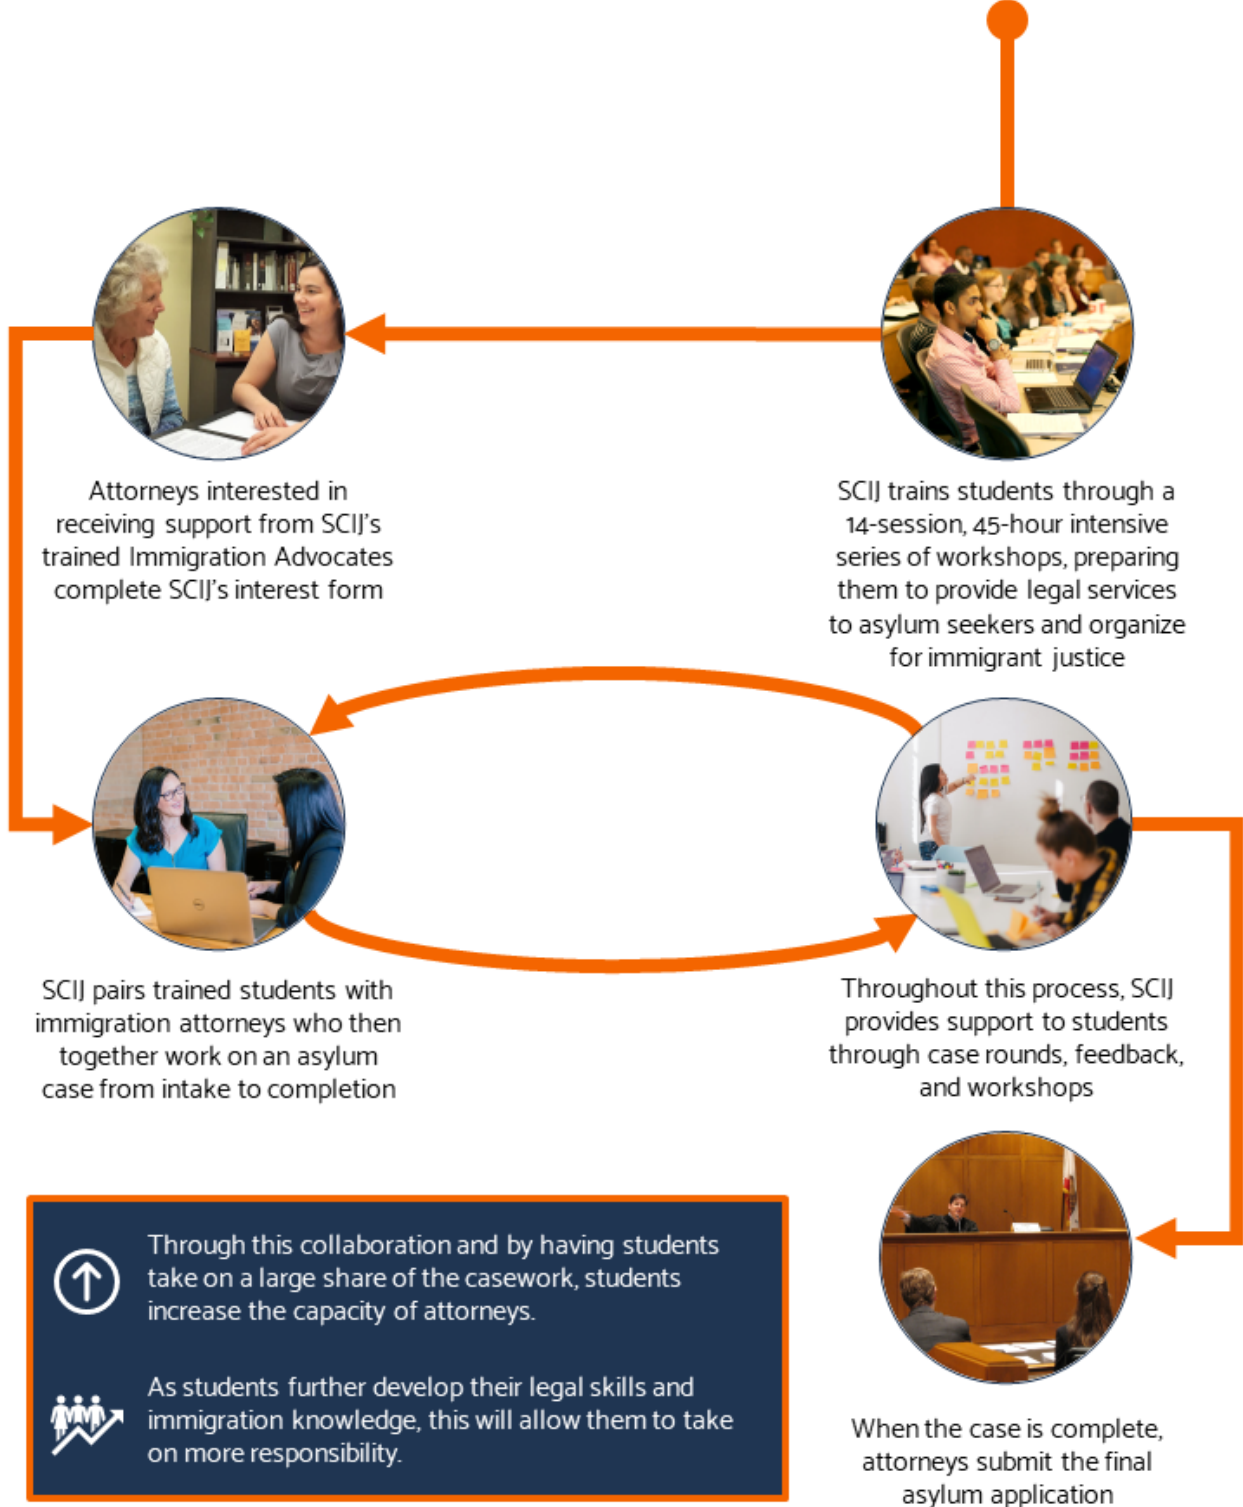 SCIJ trains students through a
14-session, 45-hour intensive
series of workshops, preparing
them to provide legal services
to asylum seekers and organize
for immigrant justice
Attorneys interested in
receiving support from SCIJ's
trained Immigration Advocates
complete SCIJ's interest form
SCIJ pairs trained students with
immigration attorneys who then
together work on an asylum
case from intake to completion
Throughout this process, SCIJ
provides support to students
through case rounds, feedback,
and workshops
When the case is complete,
attorneys submit the final
asylum application
Through this collaboration and by having students
take on a large share of the casework, students
increase the capacity of attorneys.
As students further develop their legal skills and
immigration knowledge, this will allow them to take
on more responsibility.